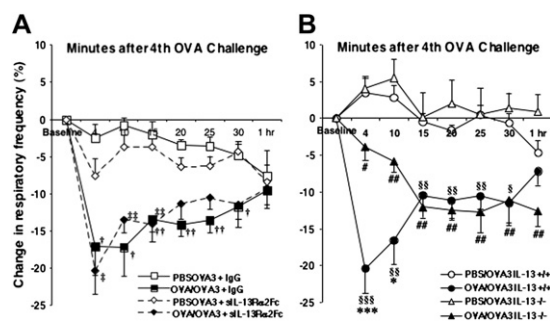 A
Minutes after 4th OVA Challenge
B
Minutes after 4th OVA Challenge
Change in respiratory frequency (%)
10
5
0
-5
-10
-15
-20
-25
Baseline
20 25 30 1 hr
† ‡ † ‡‡ ‡‡ †† †† †† †
PBS/OVA3 + IgG
OVA/OVA3 + IgG
PBS/OVA3 + sIL-13Rα2Fc
OVA/OVA3 + sIL-13Rα2Fc
10
5
0
-5
-10
-15
-20
-25
Baseline
4 10 15 20 25 30 1 hr
# ## §§ §§ §§ §
## ## ## ## ##
§§
*
§§§
***
PBS/OVA3IL-13+/+
OVA/OVA3IL-13+/+
PBS/OVA3IL-13-/-
OVA/OVA3IL-13-/-